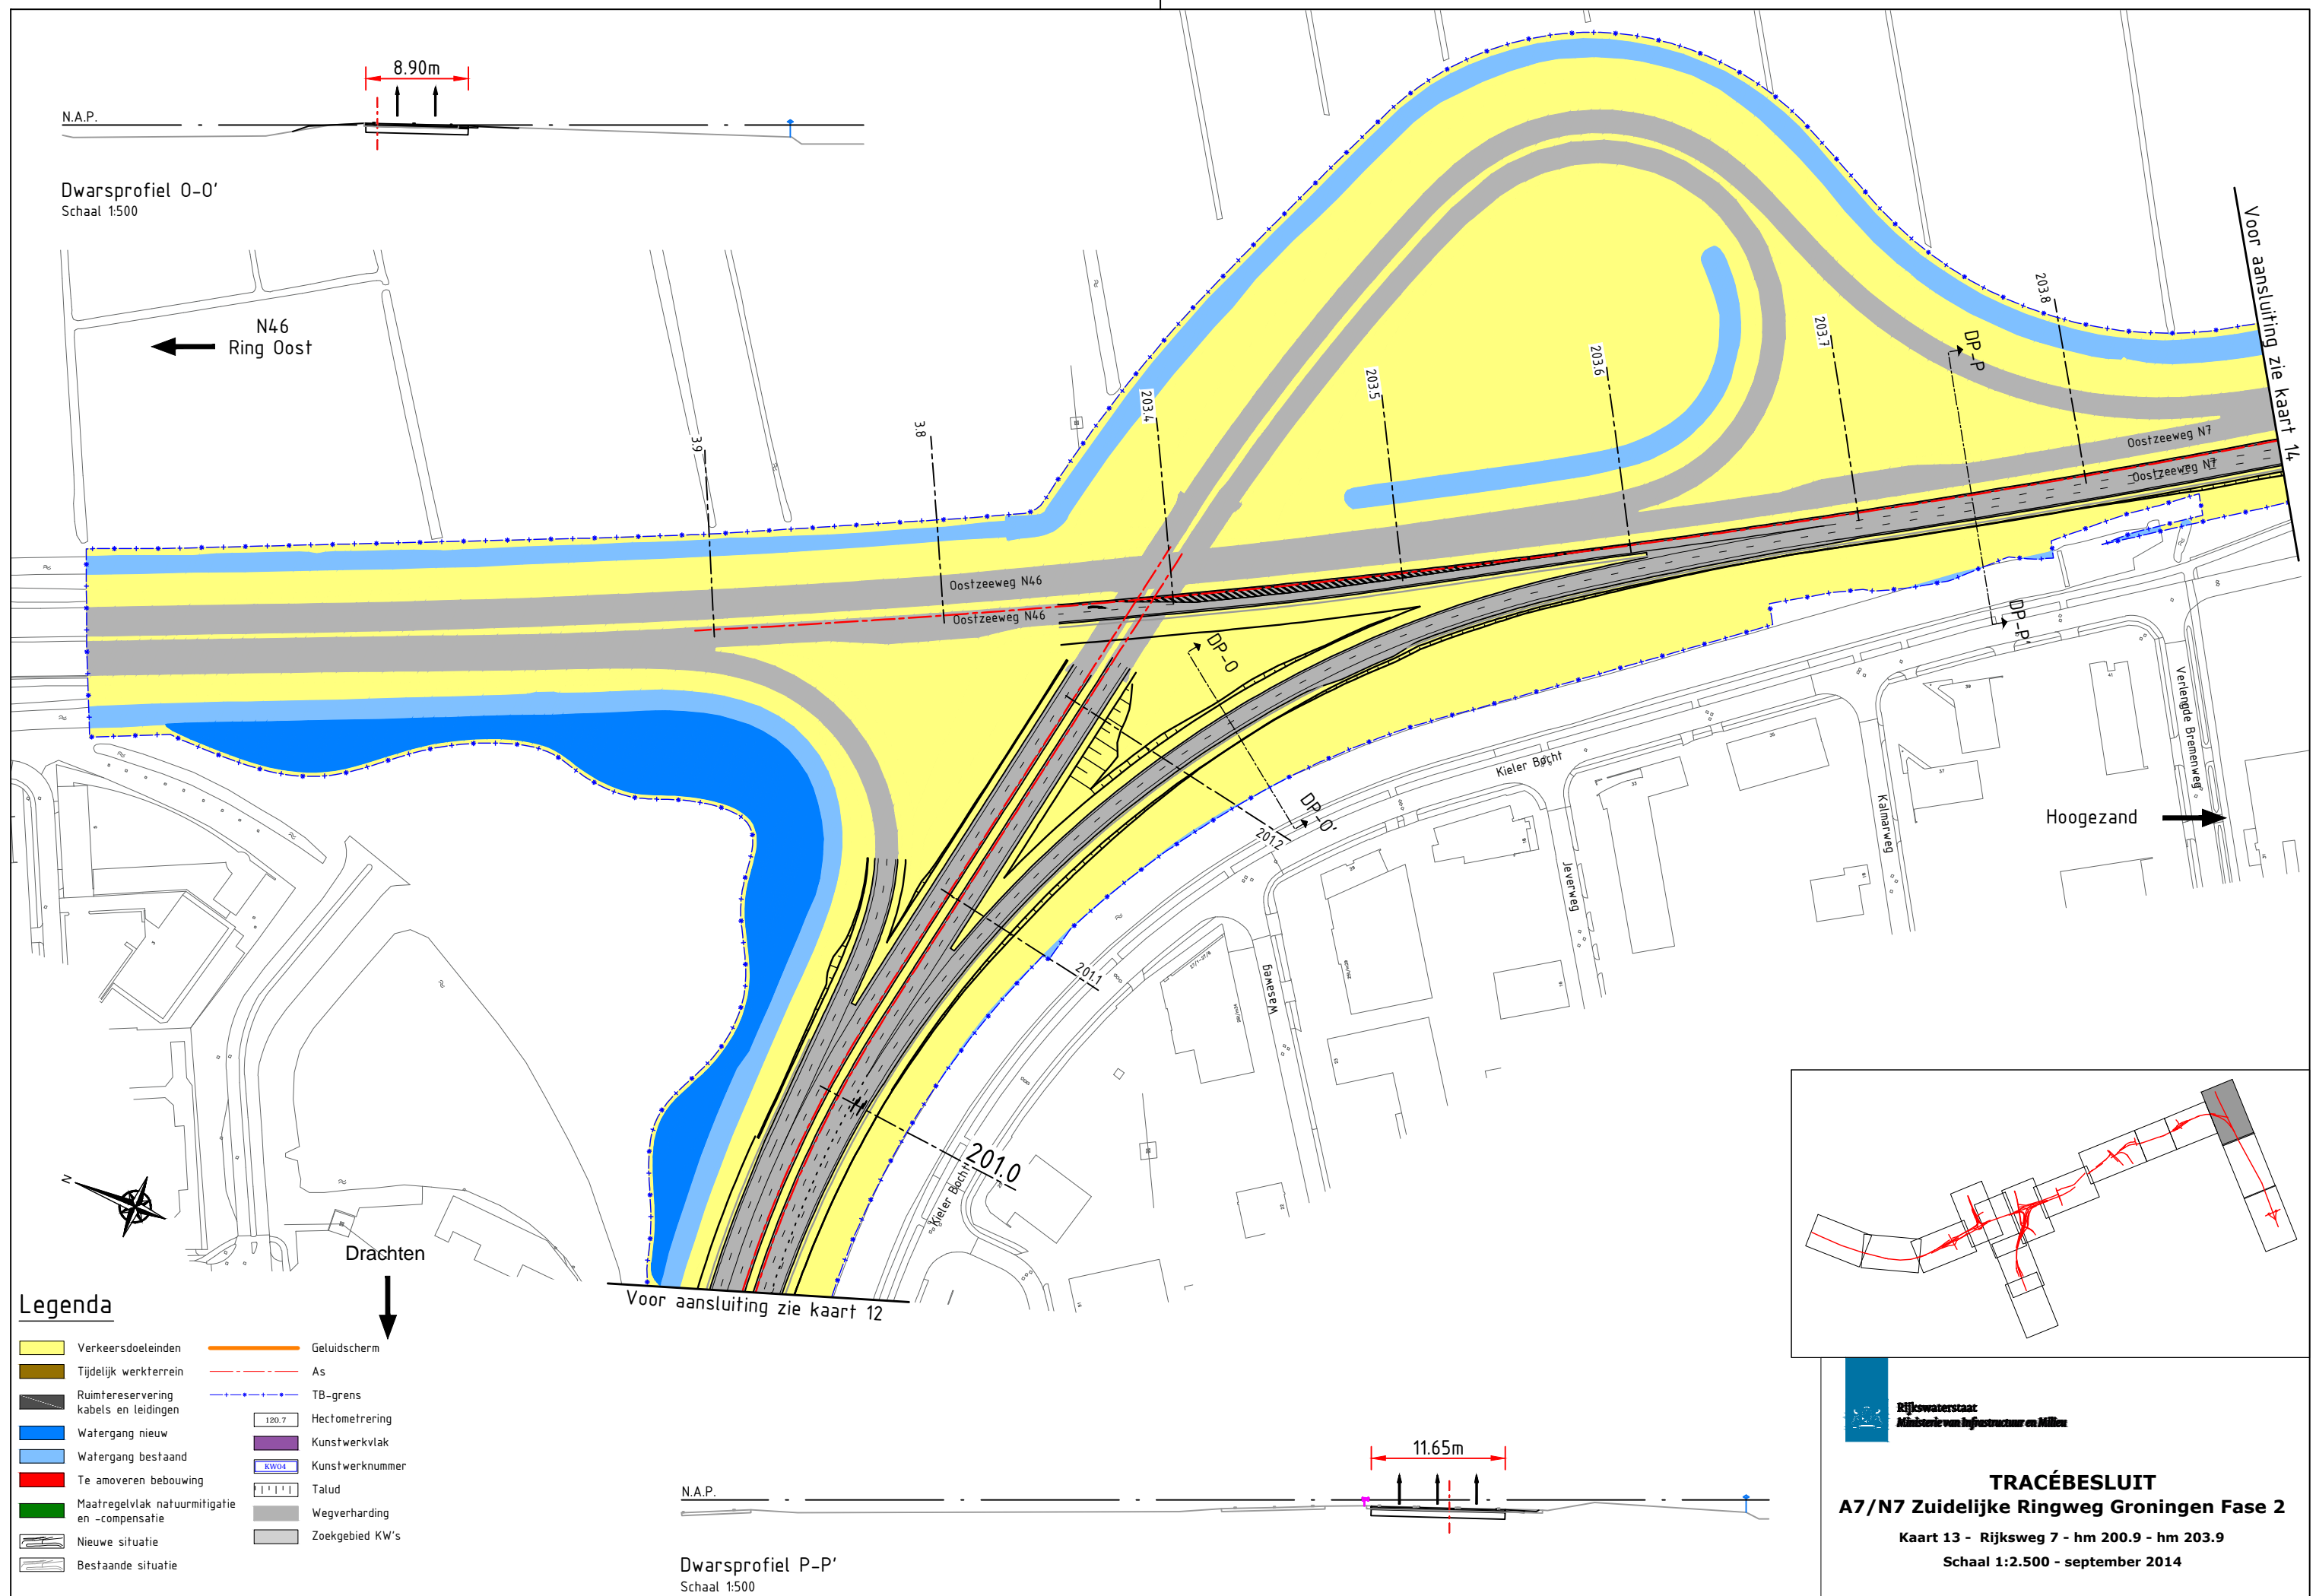 8.90m
N.A.P.
Dwarsprofiel O-O'
Schaal 1:500
N46
Ring Oost
3.9
3.8
203.4
203.5
203.6
203.7
203.8
DP-P
DP-P'
DP-O
DP-O'
Voor aansluiting zie kaart 14
Oostzeeweg N7
Oostzeeweg N7
Oostzeeweg N46
Oostzeeweg N46
201.2
201.1
201.0
Kieler Bocht
Kieler Bocht
Weseweg
Jeverweg
Kalmarweg
Verlengde Bremenweg
Hoogezand
N
Drachten
Voor aansluiting zie kaart 12
Legenda
Verkeersdoeleinden
Tijdelijk werkterrein
Ruimtereservering
kabels en leidingen
Watergang nieuw
Watergang bestaand
Te amoveren bebouwing
Maatregelvlak natuurmitigatie
en -compensatie
Nieuwe situatie
Bestaande situatie
Geluidscherm
As
TB-grens
120.7 Hectometrering
Kunstwerkvlak
KW04 Kunstwerknummer
Talud
Wegverharding
Zoekgebied KW's
11.65m
N.A.P.
Dwarsprofiel P-P'
Schaal 1:500
Rijkswaterstaat
Ministerie van Infrastructuur en Milieu
TRACÉBESLUIT
A7/N7 Zuidelijke Ringweg Groningen Fase 2
Kaart 13 - Rijksweg 7 - hm 200.9 - hm 203.9
Schaal 1:2.500 - september 2014